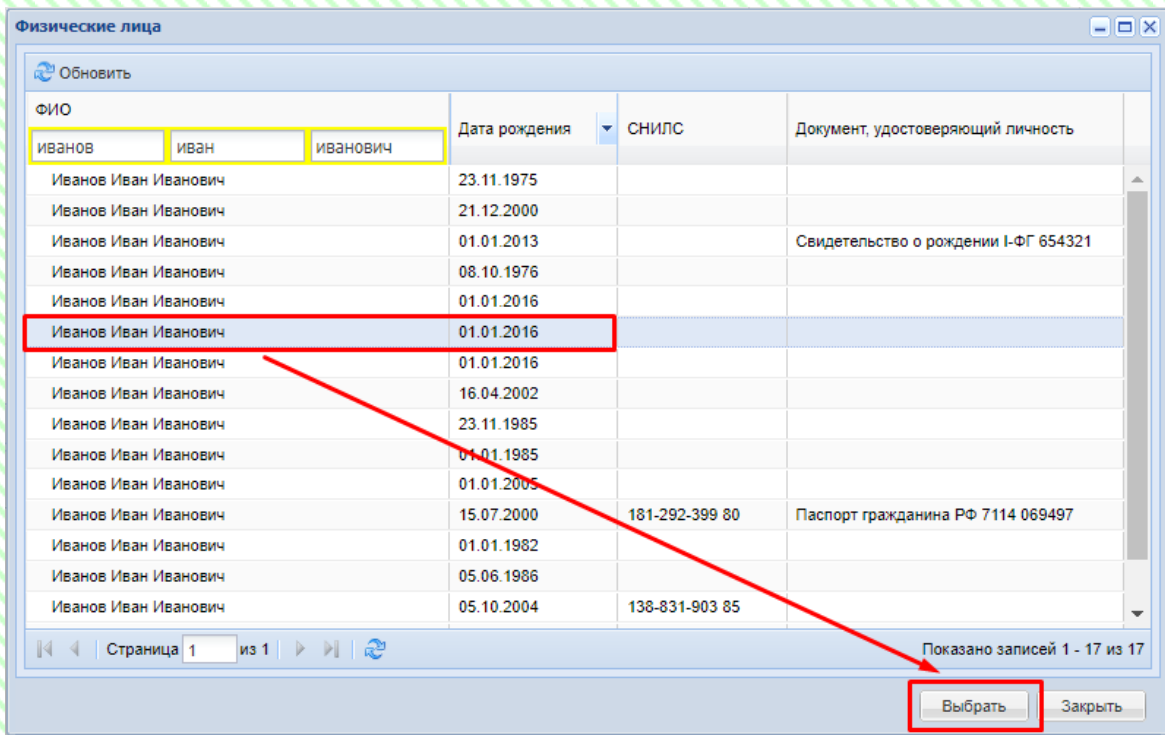 Физические лица
Обновить
ФИО Дата рождения СНИЛС Документ, удостоверяющий личность
иванов иван иванович
Иванов Иван Иванович 23.11.1975
Иванов Иван Иванович 21.12.2000
Иванов Иван Иванович 01.01.2013 Свидетельство о рождении I-ФГ 654321
Иванов Иван Иванович 08.10.1976
Иванов Иван Иванович 01.01.2016
Иванов Иван Иванович 01.01.2016
Иванов Иван Иванович 01.01.2016
Иванов Иван Иванович 16.04.2002
Иванов Иван Иванович 23.11.1985
Иванов Иван Иванович 01.01.1985
Иванов Иван Иванович 01.01.2005
Иванов Иван Иванович 15.07.2000 181-292-399 80 Паспорт гражданина РФ 7114 069497
Иванов Иван Иванович 01.01.1982
Иванов Иван Иванович 05.06.1986
Иванов Иван Иванович 05.10.2004 138-831-903 85
Страница 1 из 1 Показано записей 1 - 17 из 17
Выбрать Закрыть